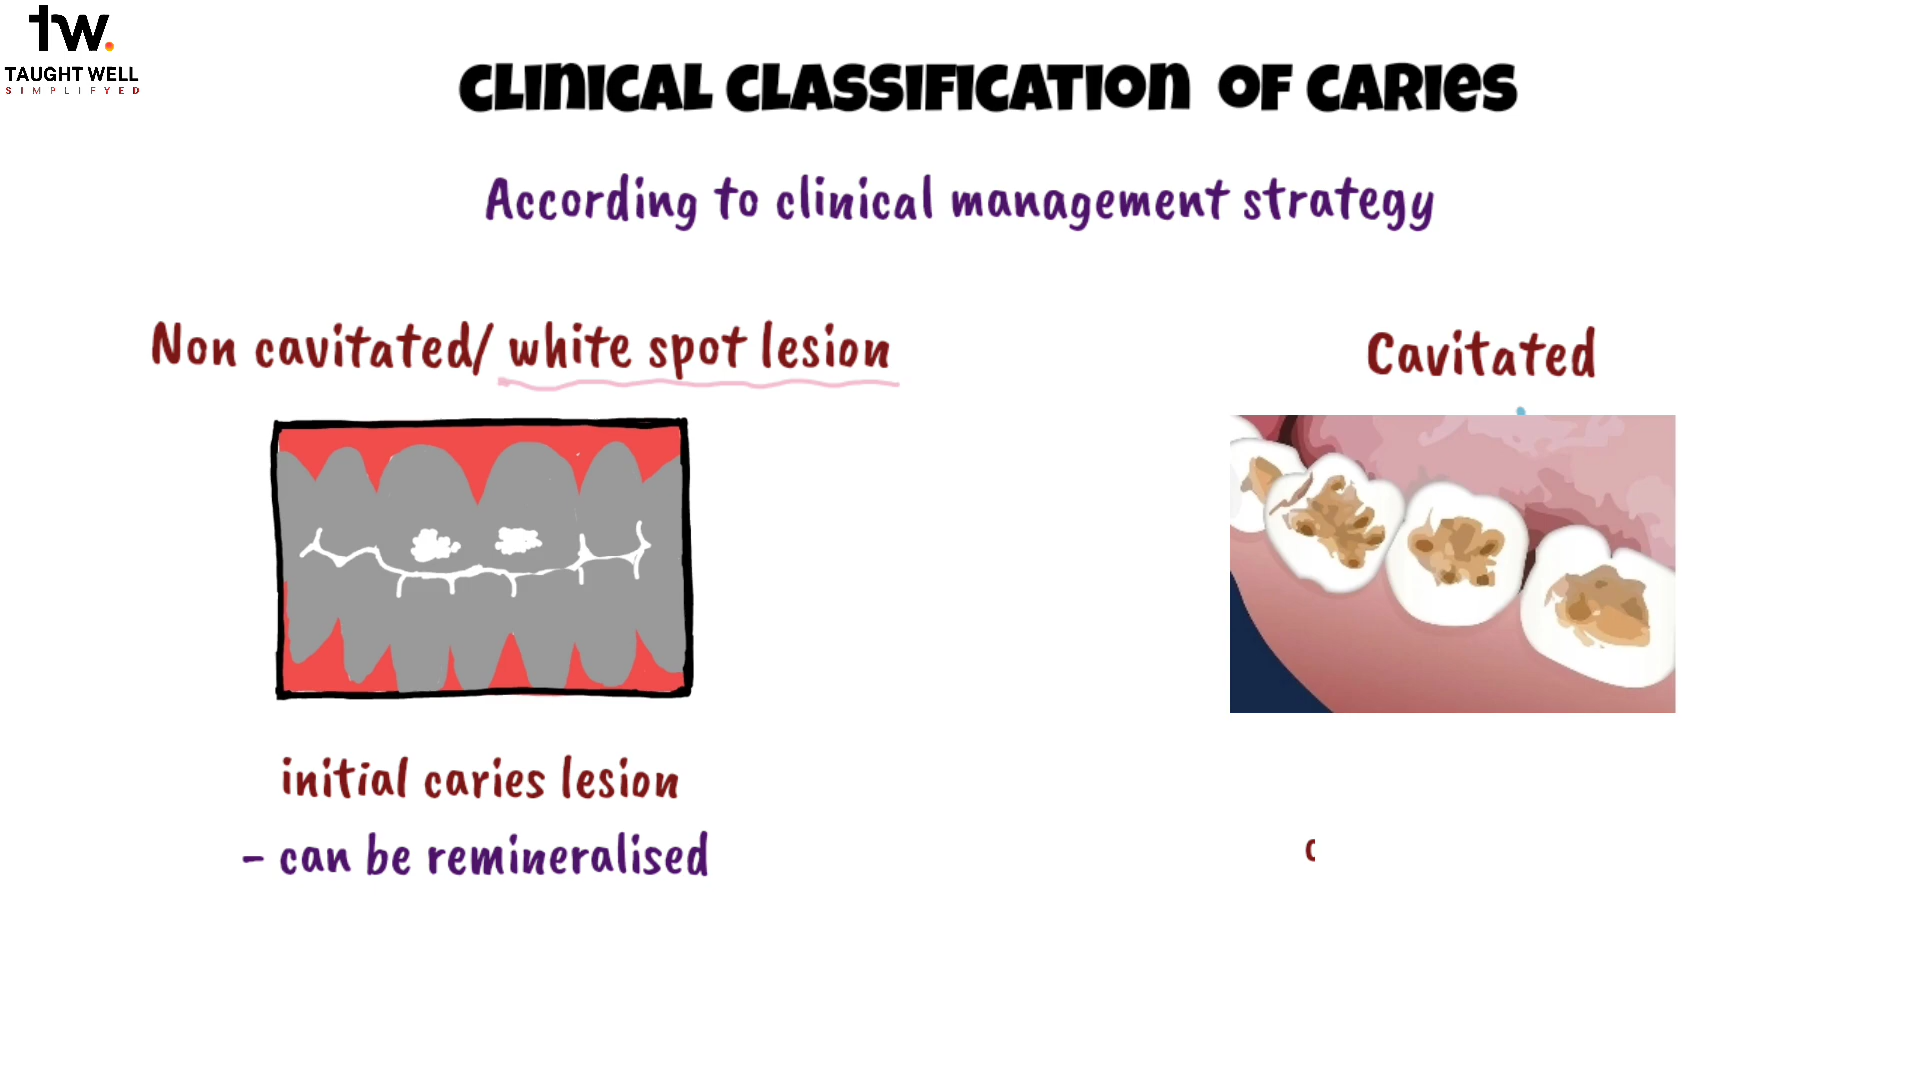 tw.
TAUGHT WELL
SIMPLIFYED
CLINICAL CLASSIFICATION OF CARIES
According to clinical management strategy
Non cavitated/ white spot lesion
Cavitated
initial caries lesion
- can be remineralised
c